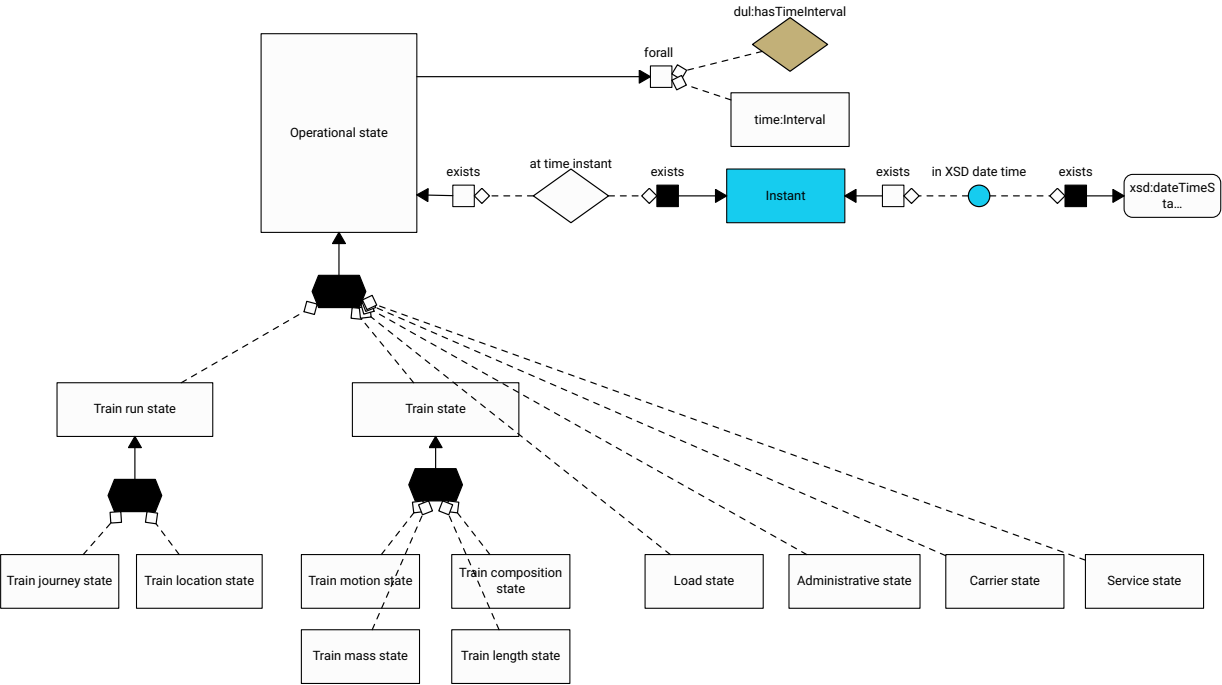 dul:hasTimeInterval
forall
Operational state
time:Interval
exists
at time instant
exists
exists
in XSD date time
exists
Instant
xsd:dateTimeS
ta...
Train run state
Train state
Train journey state
Train location state
Train motion state
Train composition
state
Load state
Administrative state
Carrier state
Service state
Train mass state
Train length state